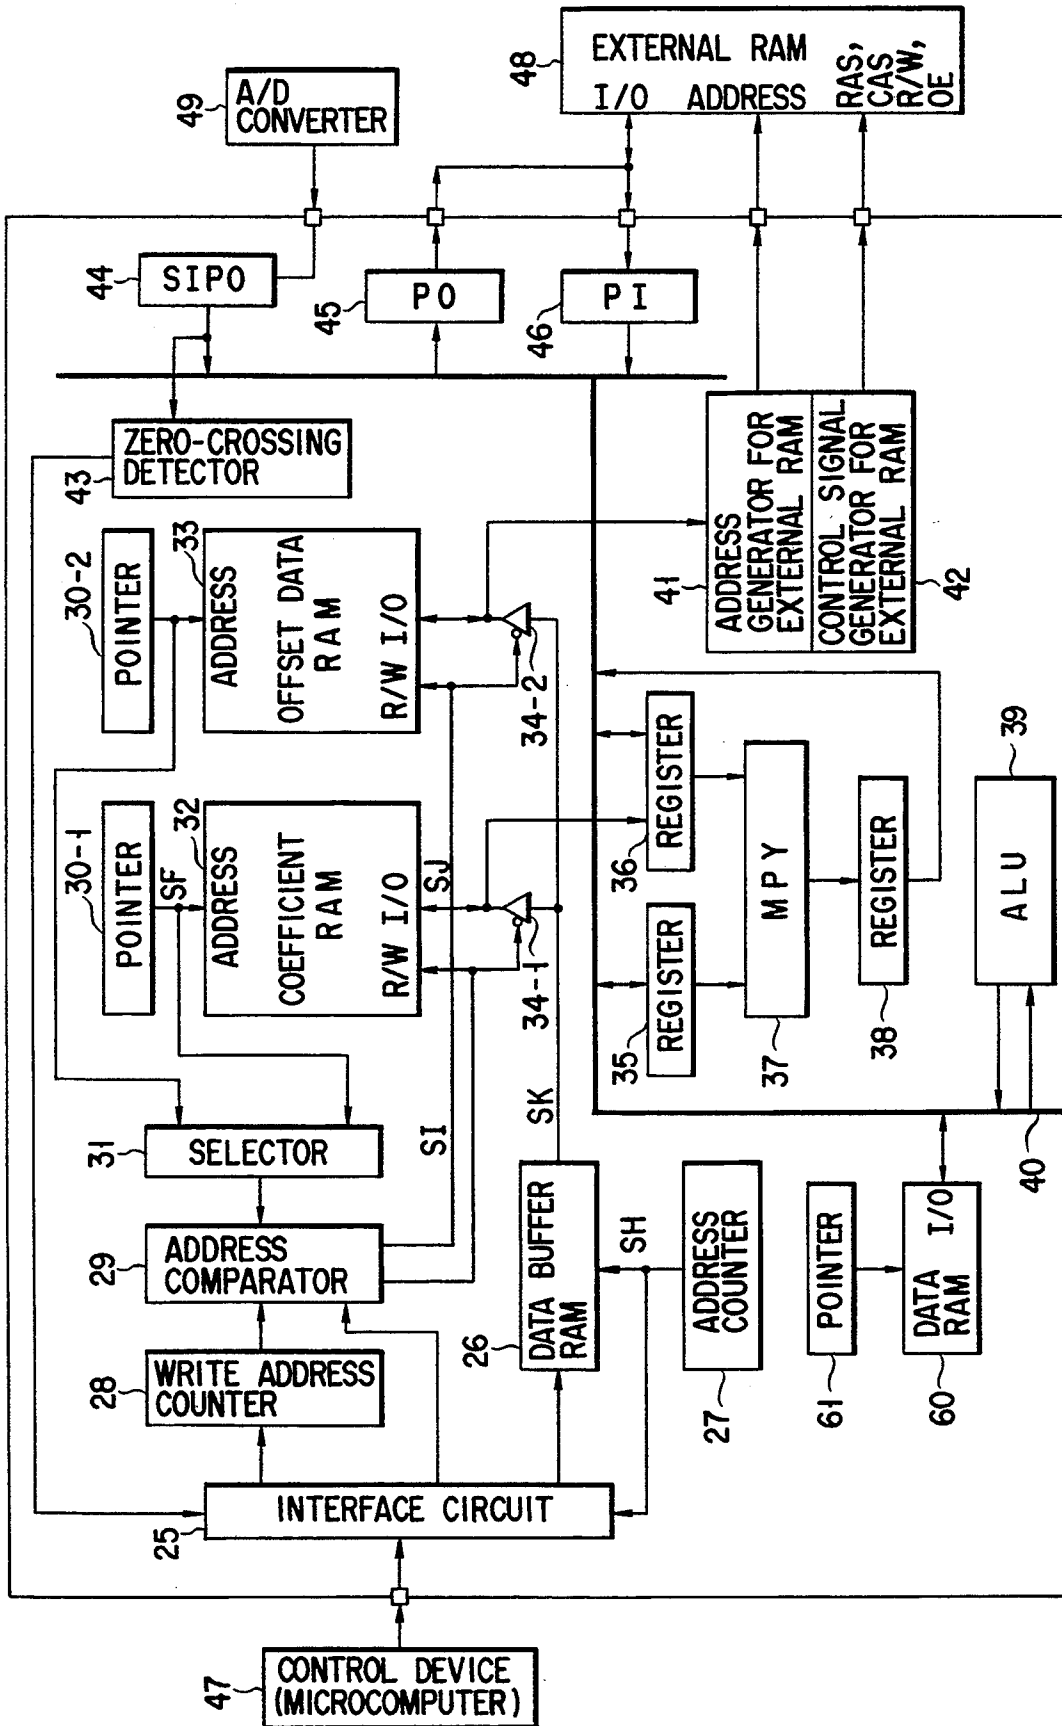 47
CONTROL DEVICE
(MICROCOMPUTER)
25
INTERFACE CIRCUIT
28
WRITE ADDRESS
COUNTER
29
ADDRESS
COMPARATOR
31
SELECTOR
30-1
POINTER
SF
32
ADDRESS
COEFFICIENT
RAM
R/W I/O
30-2
POINTER
33
ADDRESS
OFFSET DATA
RAM
R/W I/O
43
ZERO-CROSSING
DETECTOR
44
SIPO
49
A/D
CONVERTER
SI
SJ
34-1
34-2
SK
26
DATA BUFFER
RAM
SH
27
ADDRESS
COUNTER
45
PO
46
PI
48
EXTERNAL RAM
I/O ADDRESS
RAS,
CAS
R/W,
OE
35
REGISTER
36
REGISTER
37
MPY
38
REGISTER
39
ALU
40
41
ADDRESS
GENERATOR FOR
EXTERNAL RAM
CONTROL SIGNAL
GENERATOR FOR
EXTERNAL RAM
42
61
POINTER
60
DATA I/O
RAM